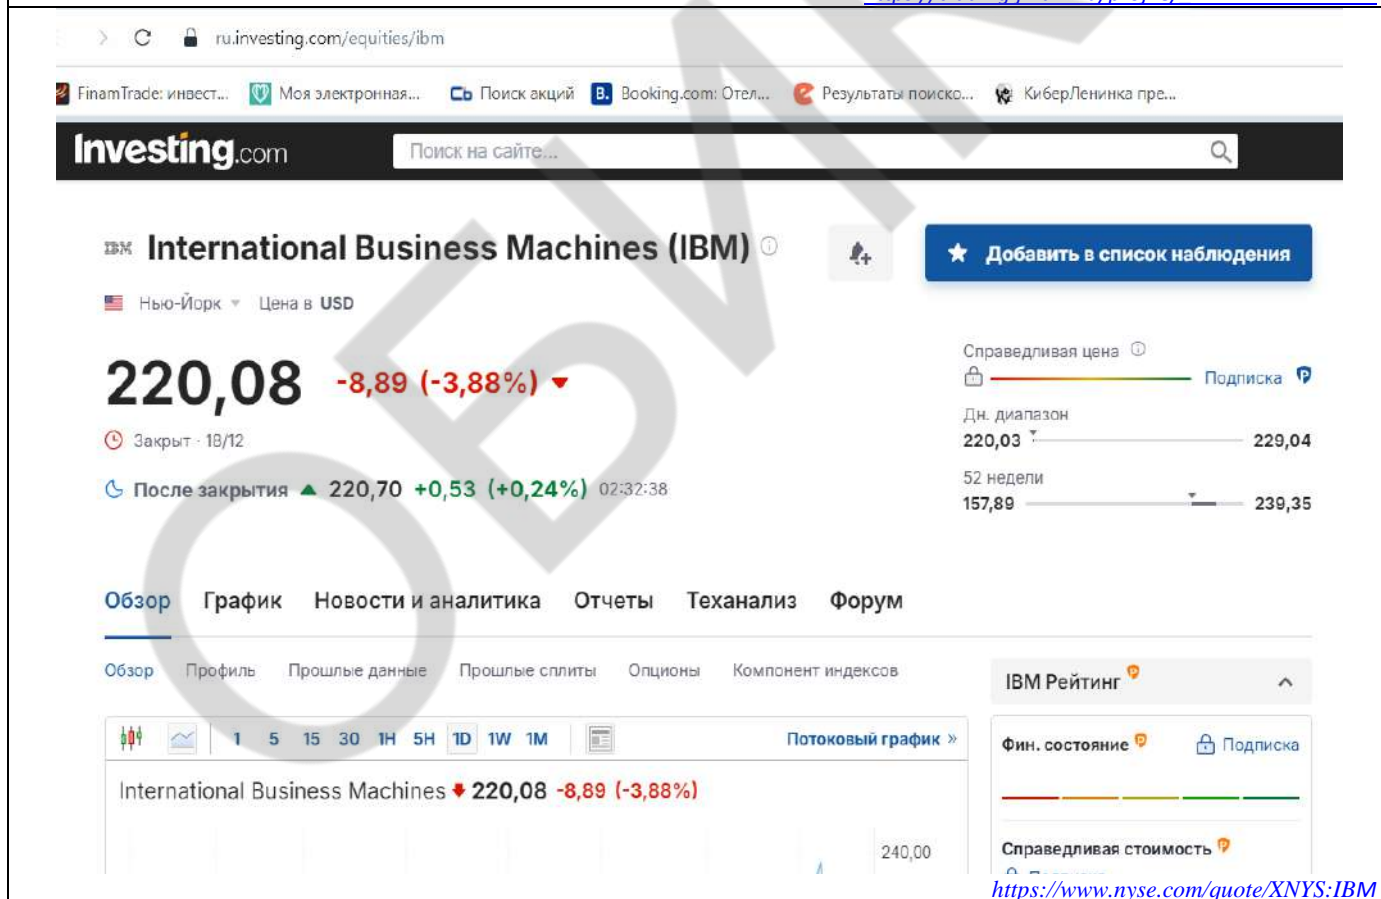 ru.investing.com/equities/ibm
FinamTrade: инвест... Моя электронная... Сь Поиск акций B. Booking.com: Отел... Результаты поиско... КиберЛенинка пре...
Investing.com Поиск на сайте...
IBM International Business Machines (IBM)
Добавить в список наблюдения
Нью-Йорк Цена в USD
220,08 -8,89 (-3,88%)
Закрыт · 18/12
После закрытия 220,70 +0,53 (+0,24%) 02:32:38
Справедливая цена
Подписка
Дн. диапазон
220,03 229,04
52 недели
157,89 239,35
Обзор График Новости и аналитика Отчеты Теханализ Форум
Обзор Профиль Прошлые данные Прошлые сплиты Опционы Компонент индексов
IBM Рейтинг
1 5 15 30 1H 5H 1D 1W 1M Потоковый график »
Фин. состояние Подписка
International Business Machines 220,08 -8,89 (-3,88%)
240,00
Справедливая стоимость
https://www.nyse.com/quote/XNYS:IBM